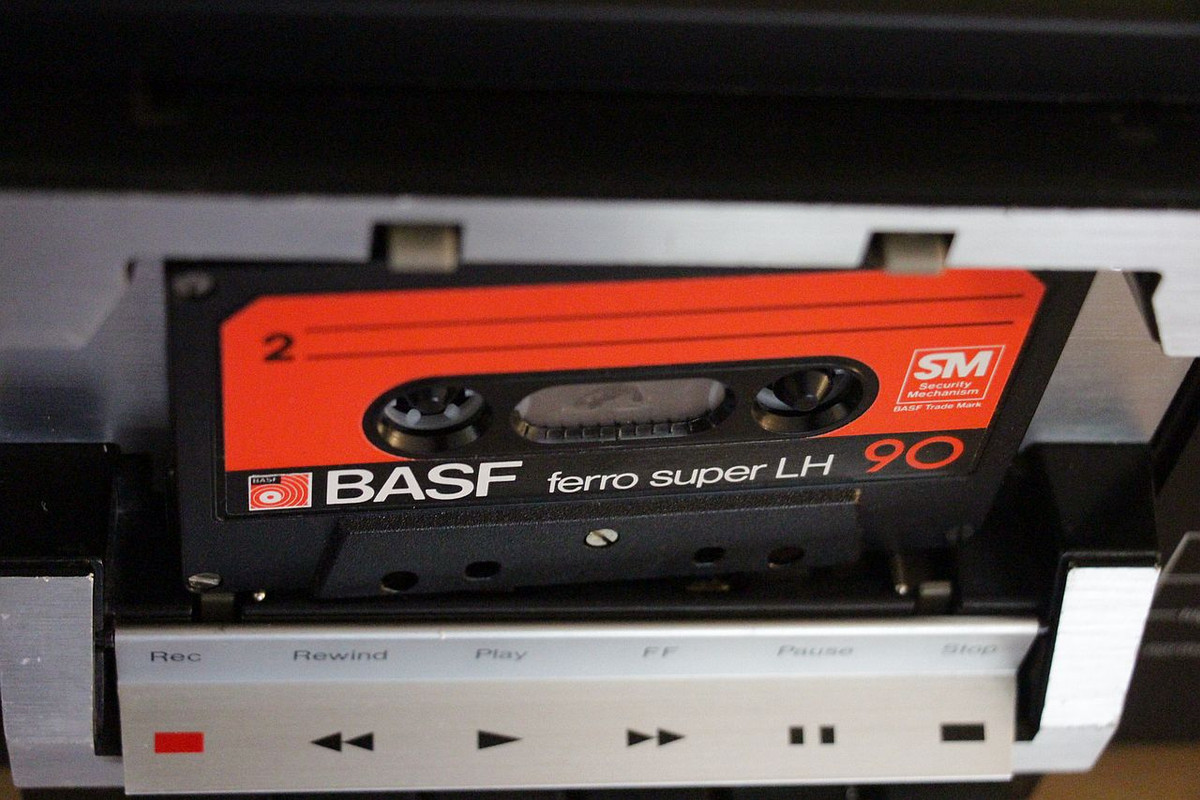 2
SM
Security
Mechanism
BASF Trade Mark
BASF
BASF ferro super LH 90
Rec Rewind Play FF Pause Stop